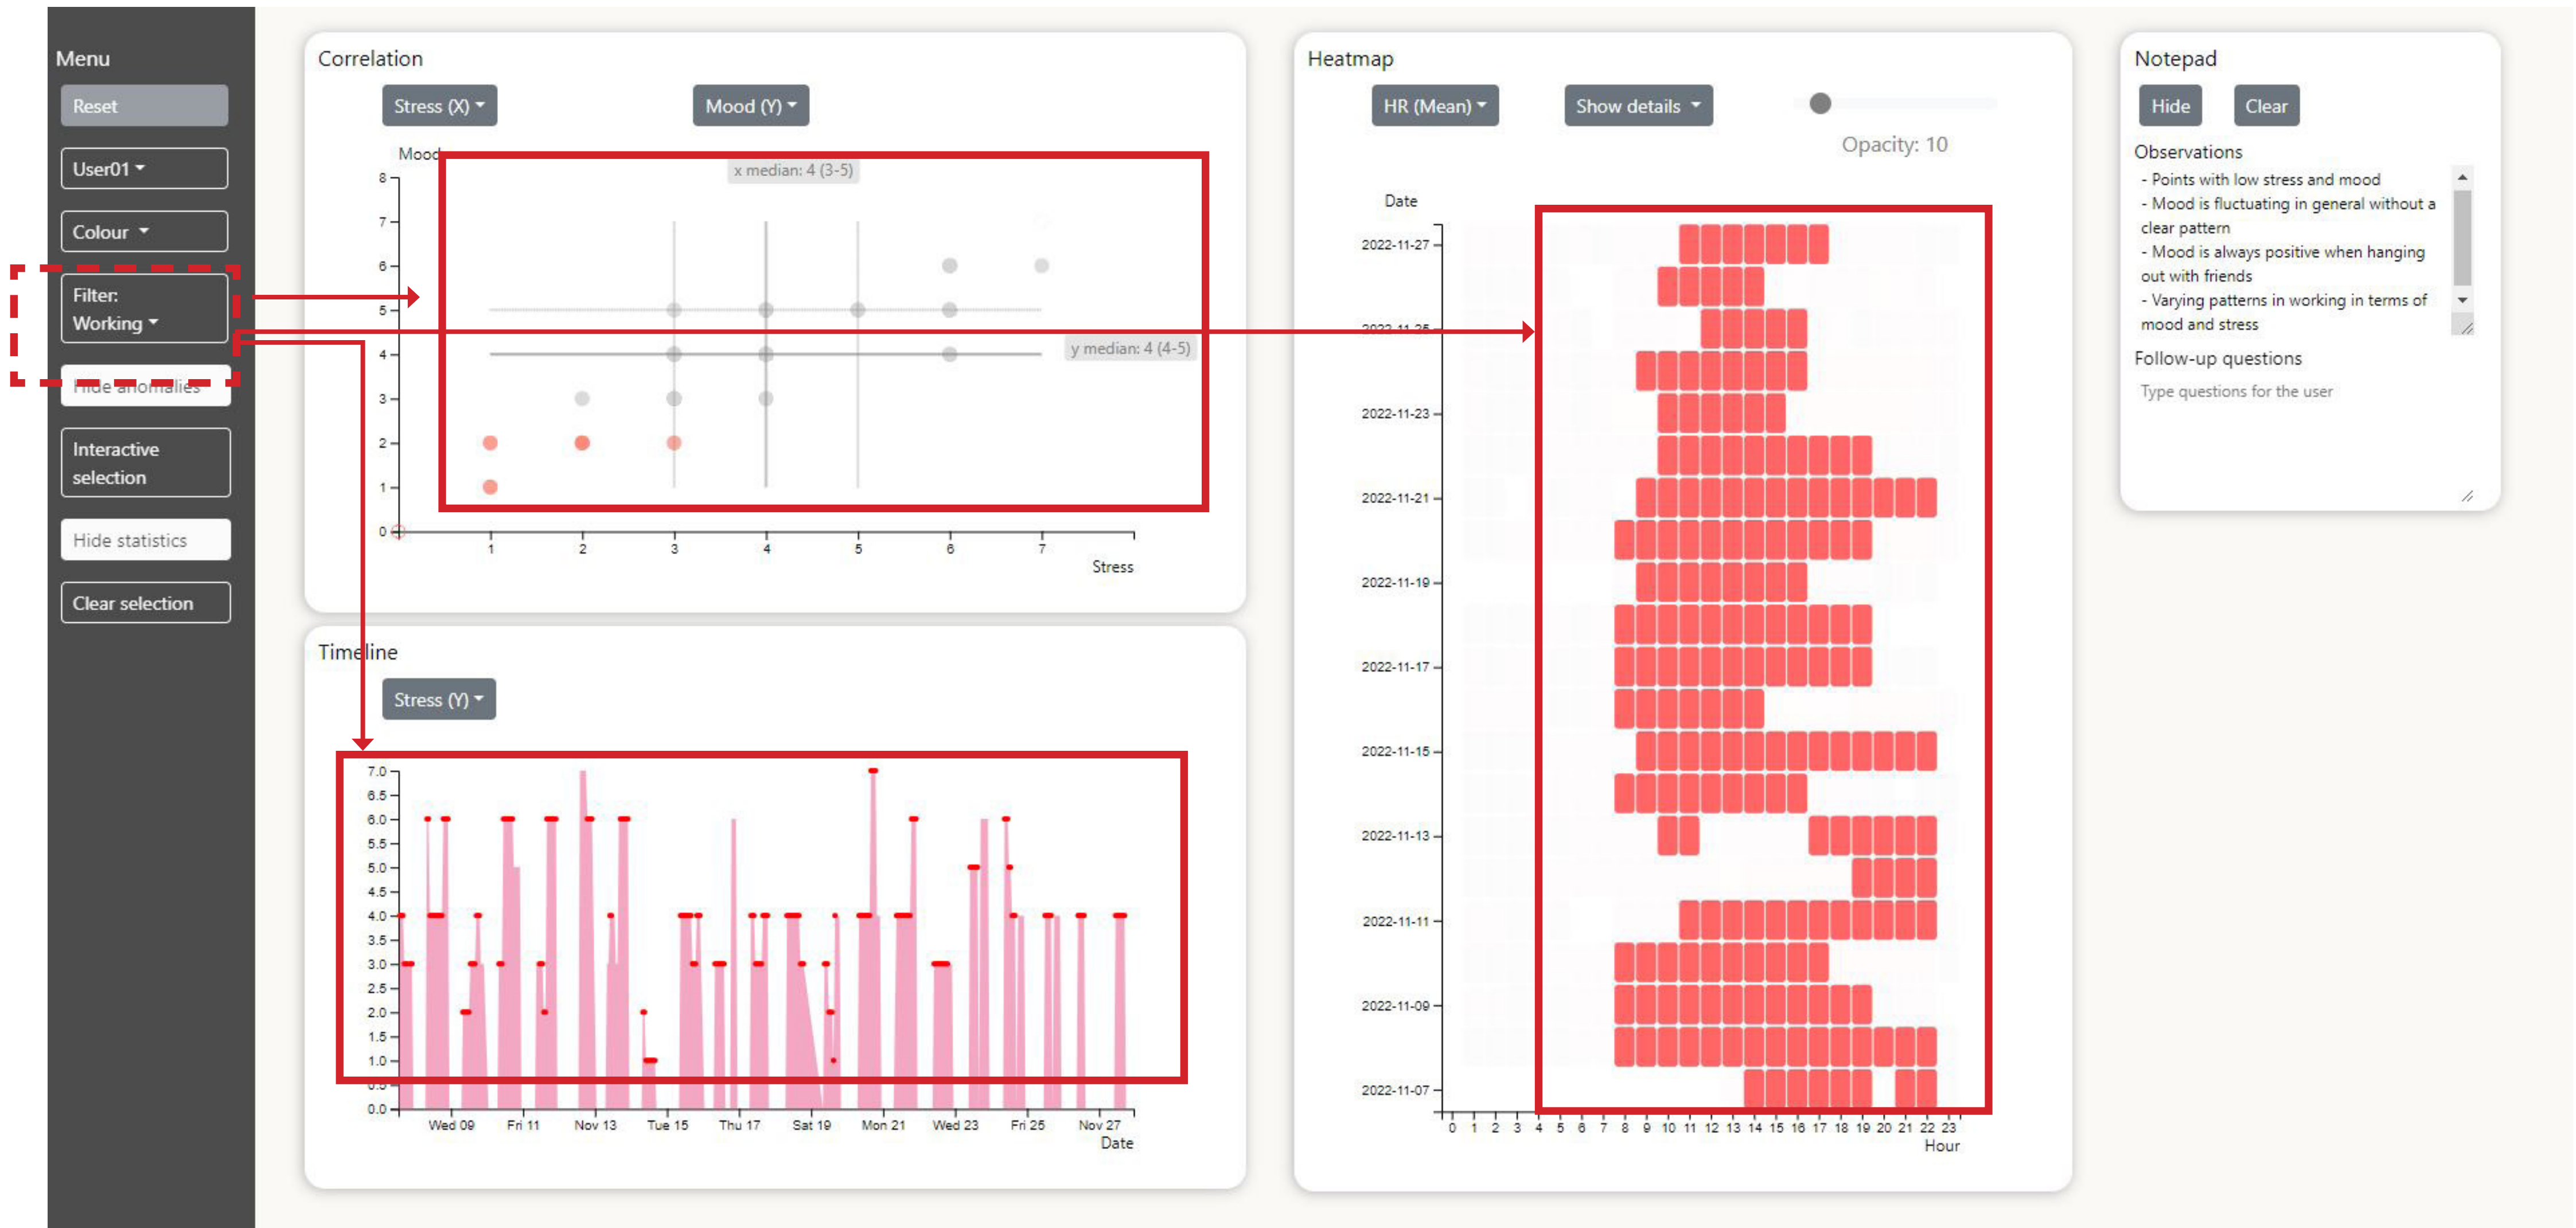 Menu
Reset
User01
Colour
Filter:
Working
Hide anomalies
Interactive
selection
Hide statistics
Clear selection
Correlation
Stress (X)
Mood (Y)
Mood
x median: 4 (3-5)
y median: 4 (4-5)
8
7
6
5
4
3
2
1
0
1 2 3 4 5 6 7
Stress
Timeline
Stress (Y)
7.0
6.5
6.0
5.5
5.0
4.5
4.0
3.5
3.0
2.5
2.0
1.5
1.0
0.5
0.0
Wed 09 Fri 11 Nov 13 Tue 15 Thu 17 Sat 19 Mon 21 Wed 23 Fri 25 Nov 27
Date
Heatmap
HR (Mean)
Show details
Opacity: 10
Date
2022-11-27
2022-11-25
2022-11-23
2022-11-21
2022-11-19
2022-11-17
2022-11-15
2022-11-13
2022-11-11
2022-11-09
2022-11-07
0 1 2 3 4 5 6 7 8 9 10 11 12 13 14 15 16 17 18 19 20 21 22 23
Hour
Notepad
Hide
Clear
Observations
- Points with low stress and mood
- Mood is fluctuating in general without a
clear pattern
- Mood is always positive when hanging
out with friends
- Varying patterns in working in terms of
mood and stress
Follow-up questions
Type questions for the user